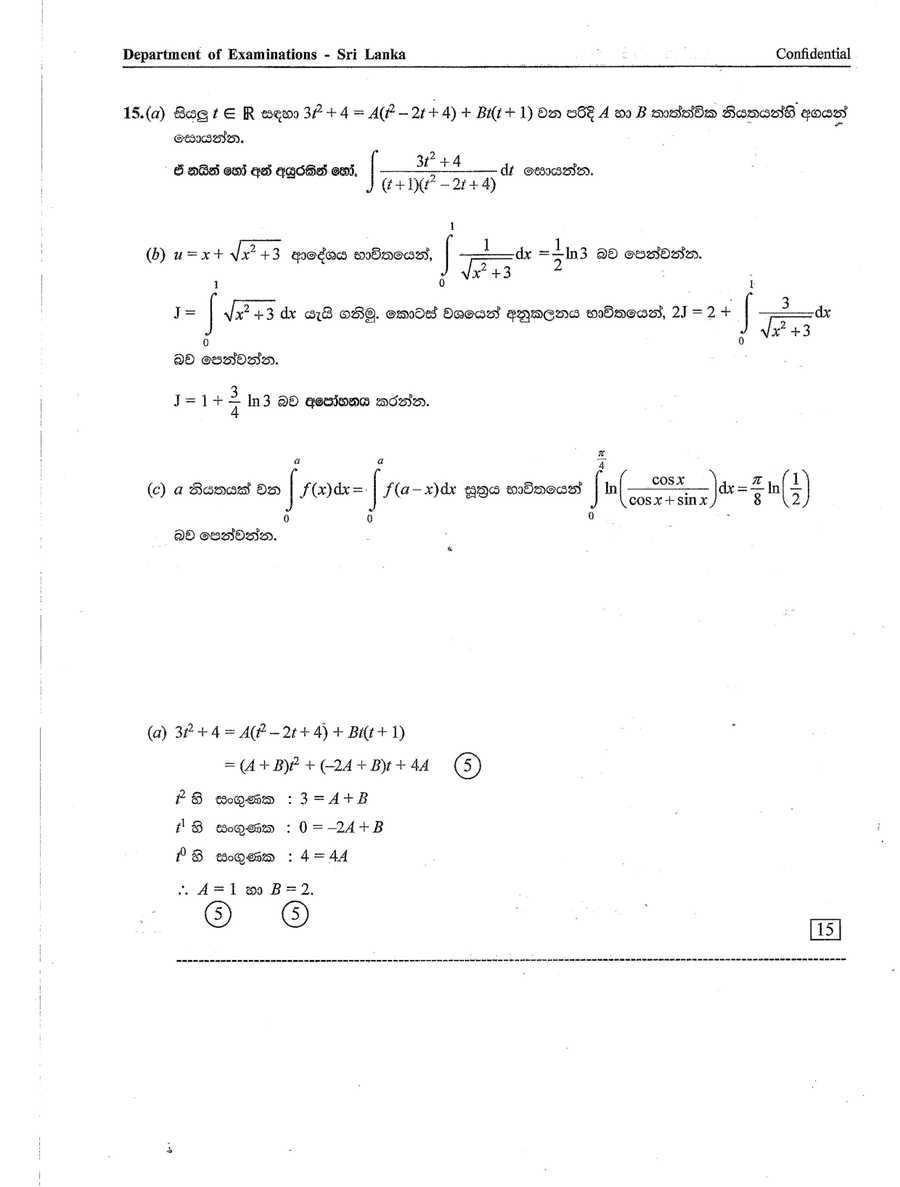 Department of Examinations - Sri Lanka Confidential
15.(a) සියලු t ∈ ℝ සඳහා 3t² + 4 = A(t² – 2t + 4) + Bt(t + 1) වන පරිදි A හා B තාත්ත්වික නියතයන්හි අගයන්
සොයන්න.
ඒ නයින් හෝ අන් අයුරකින් හෝ, ∫ (3t² + 4)/((t + 1)(t² – 2t + 4)) dt සොයන්න.
(b) u = x + √(x² + 3) ආදේශය භාවිතයෙන්, ∫₀¹ 1/√(x² + 3) dx = 1/2 ln 3 බව පෙන්වන්න.
J = ∫₀¹ √(x² + 3) dx යැයි ගනිමු. කොටස් වශයෙන් අනුකලනය භාවිතයෙන්, 2J = 2 + ∫₀¹ 3/√(x² + 3) dx
බව පෙන්වන්න.
J = 1 + 3/4 ln 3 බව අපෝහනය කරන්න.
(c) a නියතයක් වන ∫₀ᵃ f(x) dx = ∫₀ᵃ f(a – x) dx සූත්‍රය භාවිතයෙන් ∫₀^(π/4) ln(cos x/(cos x + sin x)) dx = π/8 ln(1/2)
බව පෙන්වන්න.
(a) 3t² + 4 = A(t² – 2t + 4) + Bt(t + 1)
= (A + B)t² + (–2A + B)t + 4A 5
t² හි සංගුණක : 3 = A + B
t¹ හි සංගුණක : 0 = –2A + B
t⁰ හි සංගුණක : 4 = 4A
∴ A = 1 හා B = 2.
5 5
15